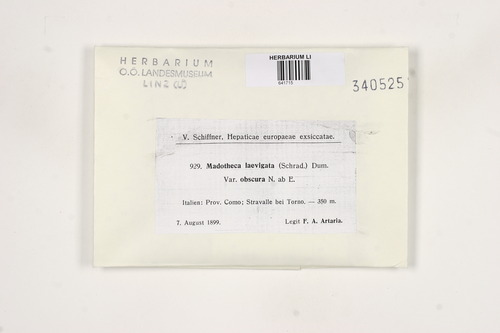 HERBARIUM
O.Ö. LANDESMUSEUM
LINZ (LI)
HERBARIUM LI
641715
340525
V. Schiffner, Hepaticae europaeae exsiccatae.
929. Madotheca laevigata (Schrad.) Dum.
Var. obscura N. ab E.
Italien: Prov. Como; Stravalle bei Torno. — 350 m.
7. August 1899.
Legit F. A. Artaria.